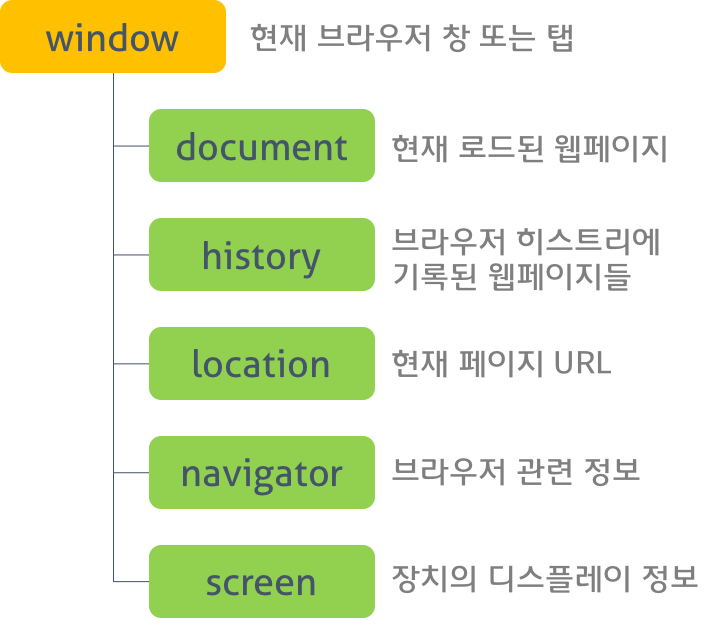 window
현재 브라우저 창 또는 탭
document
현재 로드된 웹페이지
history
브라우저 히스트리에
기록된 웹페이지들
location
현재 페이지 URL
navigator
브라우저 관련 정보
screen
장치의 디스플레이 정보